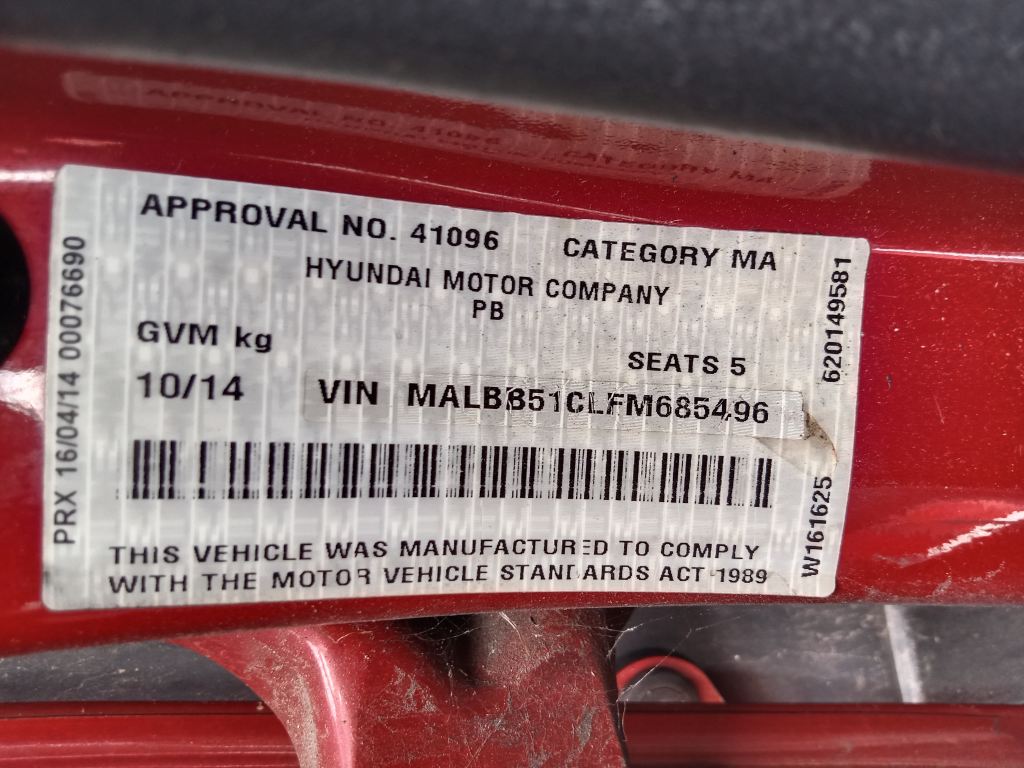 APPROVAL NO. 41096 CATEGORY MA
HYUNDAI MOTOR COMPANY
PB
GVM kg
SEATS 5
10/14 VIN MALBB51CLFM685496
THIS VEHICLE WAS MANUFACTURED TO COMPLY
WITH THE MOTOR VEHICLE STANDARDS ACT 1989
PRX 16/04/14 00076690
620149581
W161625